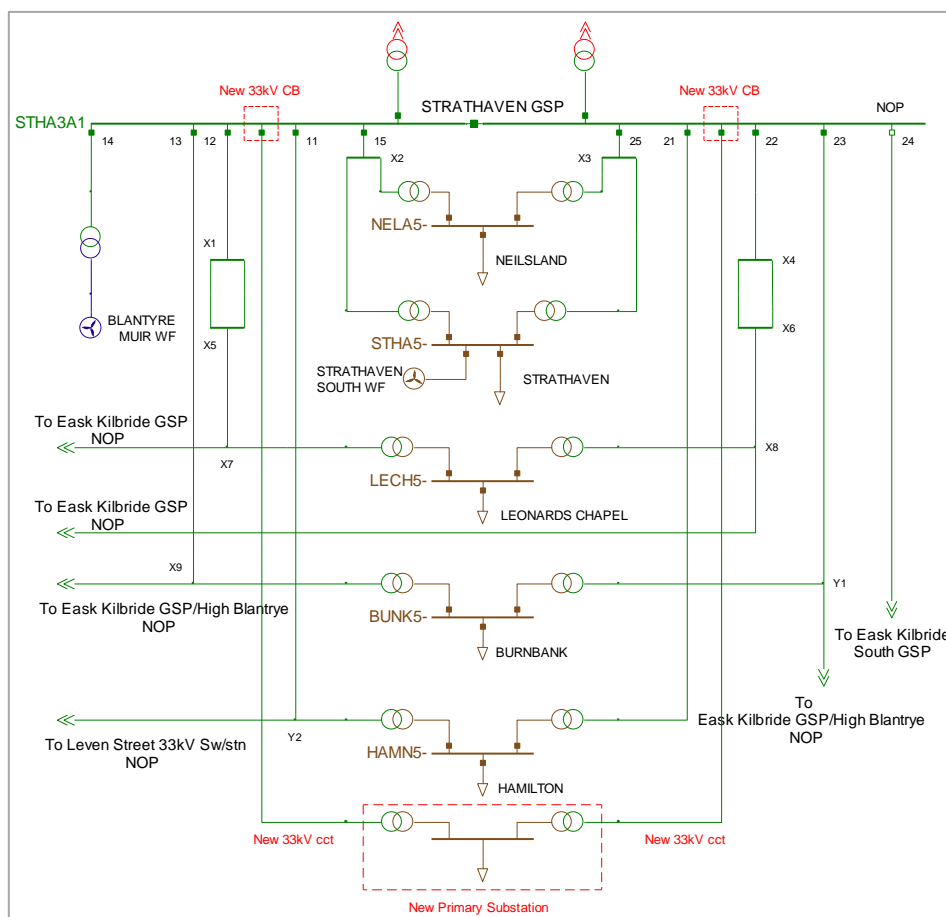 New 33kV CB
New 33kV CB
STRATHAVEN GSP
NOP
STHA3A1
14
13
12
11
15
25
21
22
23
24
X2
X3
NELA5-
NEILSLAND
X1
X4
X5
X6
BLANTYRE
MUIR WF
STHA5-
STRATHAVEN
SOUTH WF
STRATHAVEN
To Eask Kilbride GSP
NOP
X7
X8
LECH5-
LEONARDS CHAPEL
To Eask Kilbride GSP
NOP
X9
Y1
To Eask Kilbride GSP/High Blantrye
NOP
BUNK5-
BURNBANK
To Eask Kilbride
South GSP
To
Eask Kilbride GSP/High Blantrye
NOP
Y2
To Leven Street 33kV Sw/stn
NOP
HAMN5-
HAMILTON
New 33kV cct
New 33kV cct
New Primary Substation